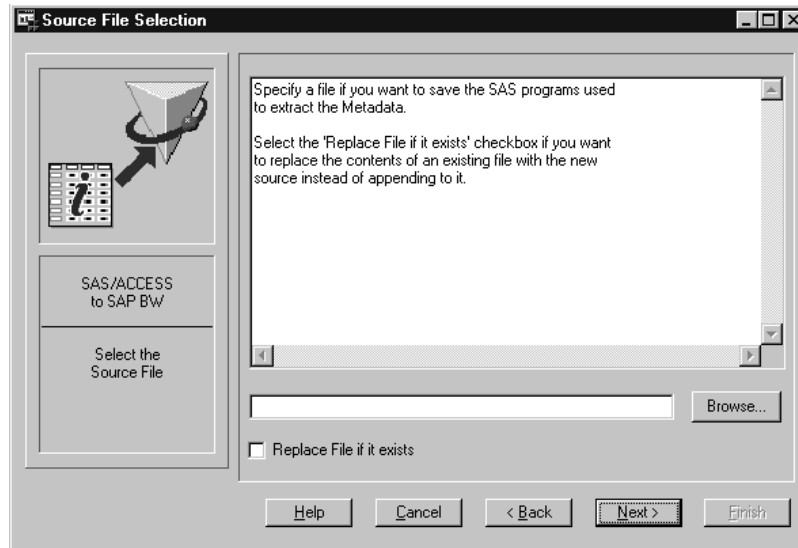 Source File Selection
Specify a file if you want to save the SAS programs used
to extract the Metadata.
Select the 'Replace File if it exists' checkbox if you want
to replace the contents of an existing file with the new
source instead of appending to it.
SAS/ACCESS
to SAP BW
Select the
Source File
Browse...
Replace File if it exists
Help
Cancel
< Back
Next >
Finish